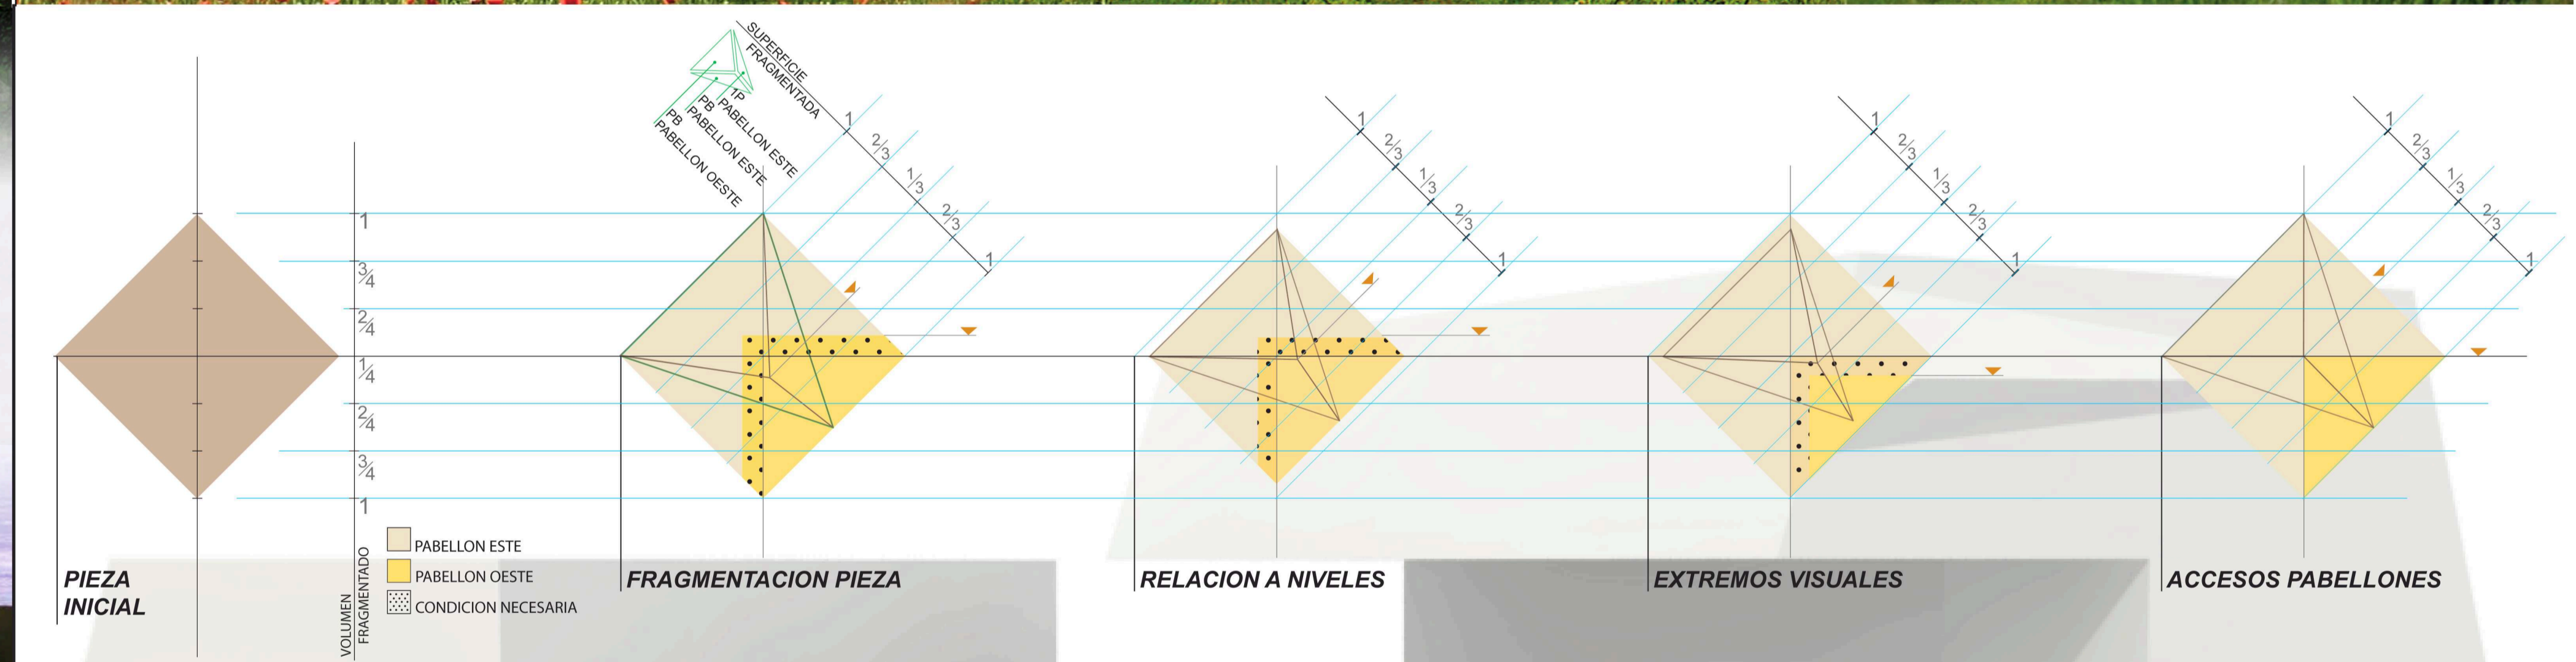 SUPERFICIE
FRAGMENTADA
1P
PABELLON ESTE
PB
PABELLON ESTE
PB
PABELLON OESTE
1
2/3
1/3
2/3
1
1
2/3
1/3
2/3
1
1
2/3
1/3
2/3
1
1
2/3
1/3
2/3
1
1
3/4
2/4
1/4
2/4
3/4
1
VOLUMEN
FRAGMENTADO
PABELLON ESTE
PABELLON OESTE
CONDICION NECESARIA
PIEZA
INICIAL
FRAGMENTACION PIEZA
RELACION A NIVELES
EXTREMOS VISUALES
ACCESOS PABELLONES